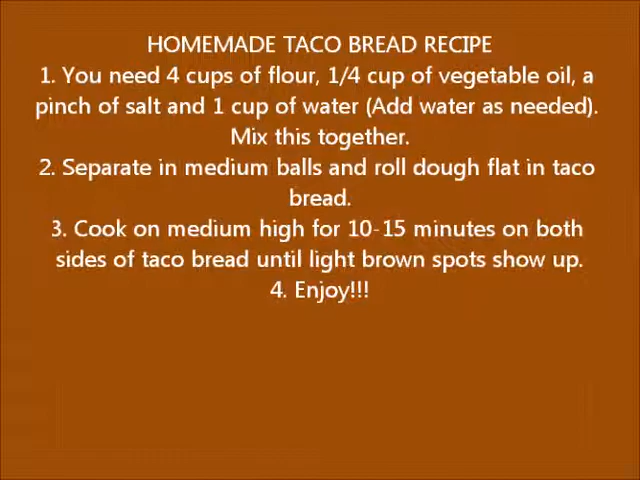 HOMEMADE TACO BREAD RECIPE
1. You need 4 cups of flour, 1/4 cup of vegetable oil, a
pinch of salt and 1 cup of water (Add water as needed).
Mix this together.
2. Separate in medium balls and roll dough flat in taco
bread.
3. Cook on medium high for 10-15 minutes on both
sides of taco bread until light brown spots show up.
4. Enjoy!!!